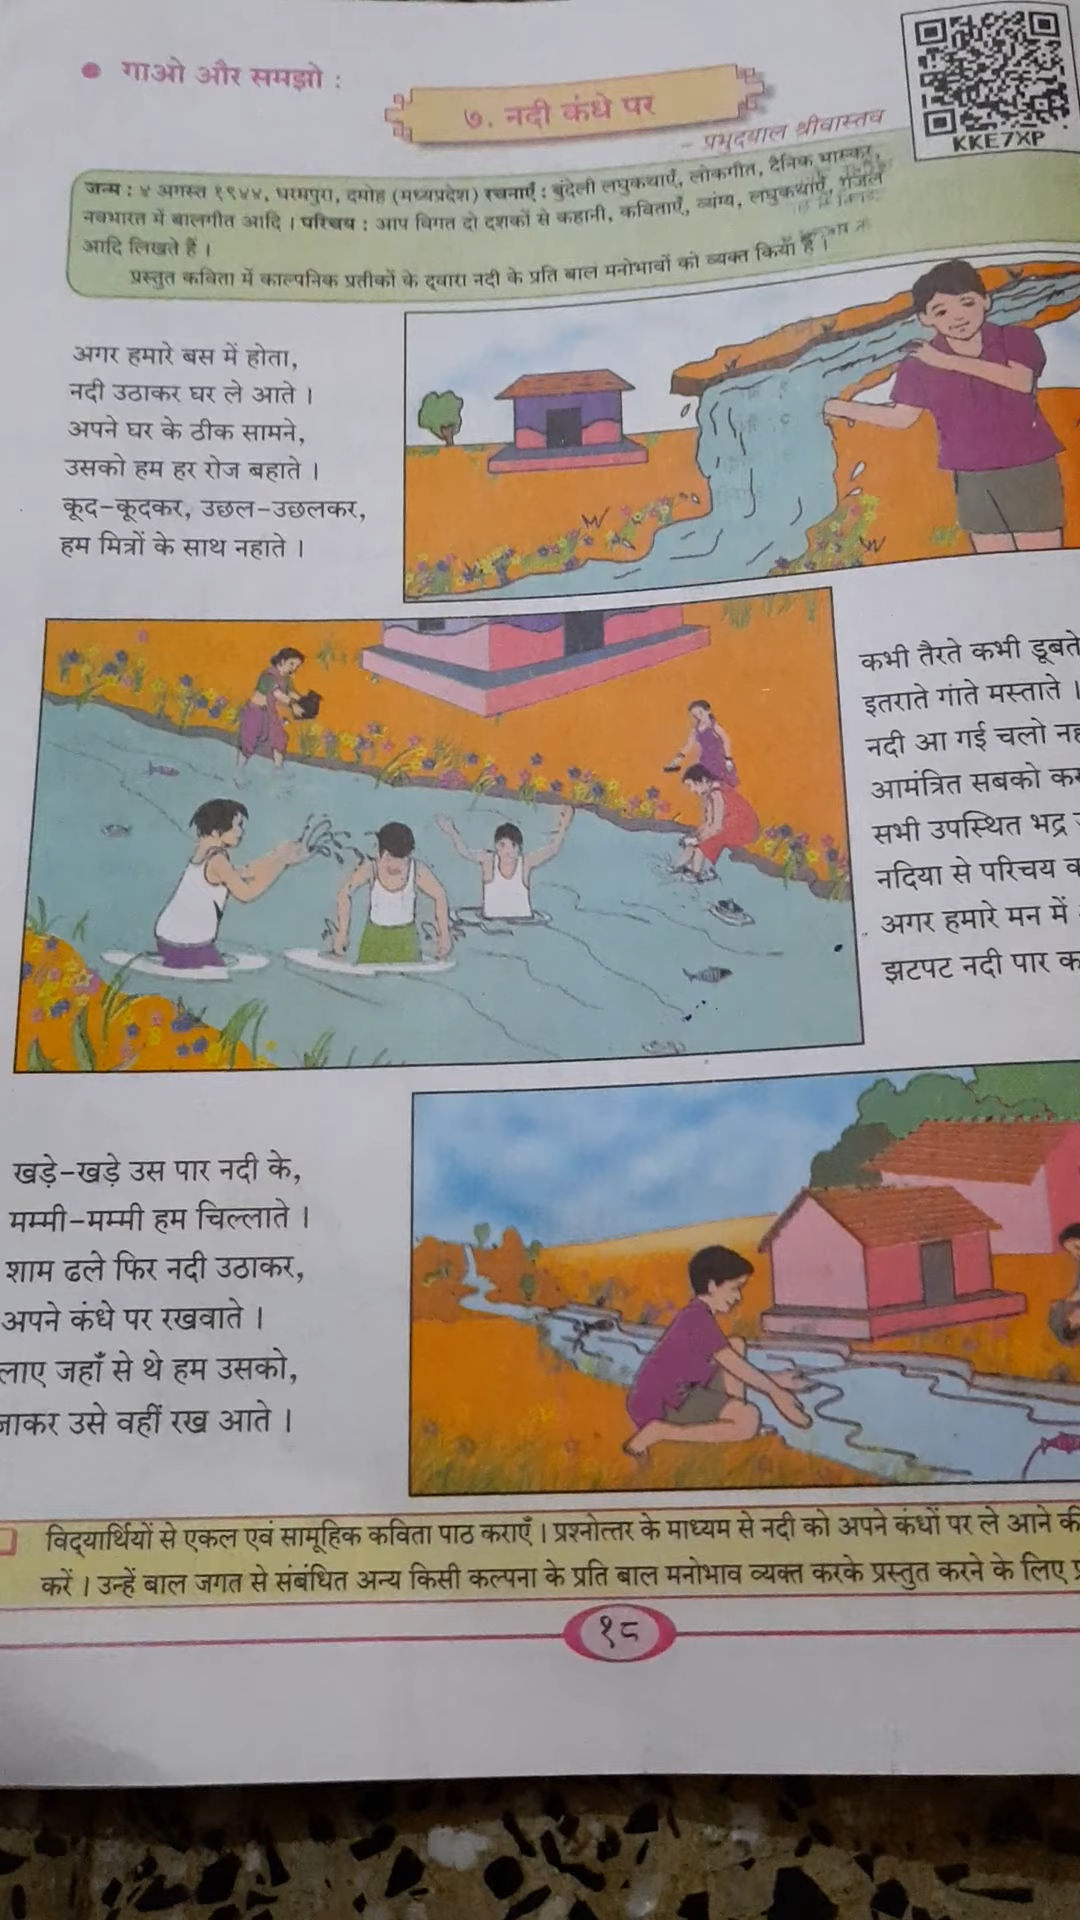 गाओ और समझो :
KKE7XP
७. नदी कंधे पर
- प्रभुदयाल श्रीवास्तव
जन्म : ४ अगस्त १९४४, धरमपुरा, दमोह (मध्यप्रदेश) रचनाएँ : बुंदेली लघुकथाएँ, लोकगीत, दैनिक भास्कर,
नवभारत में बालगीत आदि । परिचय : आप विगत दो दशकों से कहानी, कविताएँ, व्यंग्य, लघुकथाएँ, गजल
आदि लिखते हैं ।
प्रस्तुत कविता में काल्पनिक प्रतीकों के द्‌वारा नदी के प्रति बाल मनोभावों को व्यक्त किया है ।
अगर हमारे बस में होता,
नदी उठाकर घर ले आते ।
अपने घर के ठीक सामने,
उसको हम हर रोज बहाते ।
कूद-कूदकर, उछल-उछलकर,
हम मित्रों के साथ नहाते ।
कभी तैरते कभी डूबते
इतराते गाते मस्ताते ।
नदी आ गई चलो
आमंत्रित सबको
सभी उपस्थित भद्र
नदिया से परिचय
अगर हमारे मन में
झटपट नदी पार
खड़े-खड़े उस पार नदी के,
मम्मी-मम्मी हम चिल्लाते ।
शाम ढले फिर नदी उठाकर,
अपने कंधे पर रखवाते ।
लाए जहाँ से थे हम उसको,
जाकर उसे वहीं रख आते ।
विद्‌यार्थियों से एकल एवं सामूहिक कविता पाठ कराएँ । प्रश्नोत्तर के माध्यम से नदी को अपने कंधों पर ले आने की
करें । उन्हें बाल जगत से संबंधित अन्य किसी कल्पना के प्रति बाल मनोभाव व्यक्त करके प्रस्तुत करने के लिए
१८